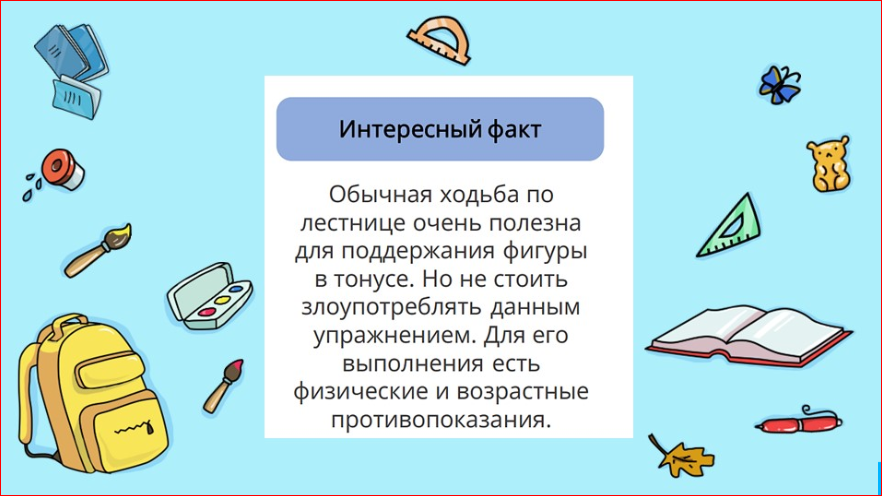 Интересный факт
Обычная ходьба по
лестнице очень полезна
для поддержания фигуры
в тонусе. Но не стоить
злоупотреблять данным
упражнением. Для его
выполнения есть
физические и возрастные
противопоказания.